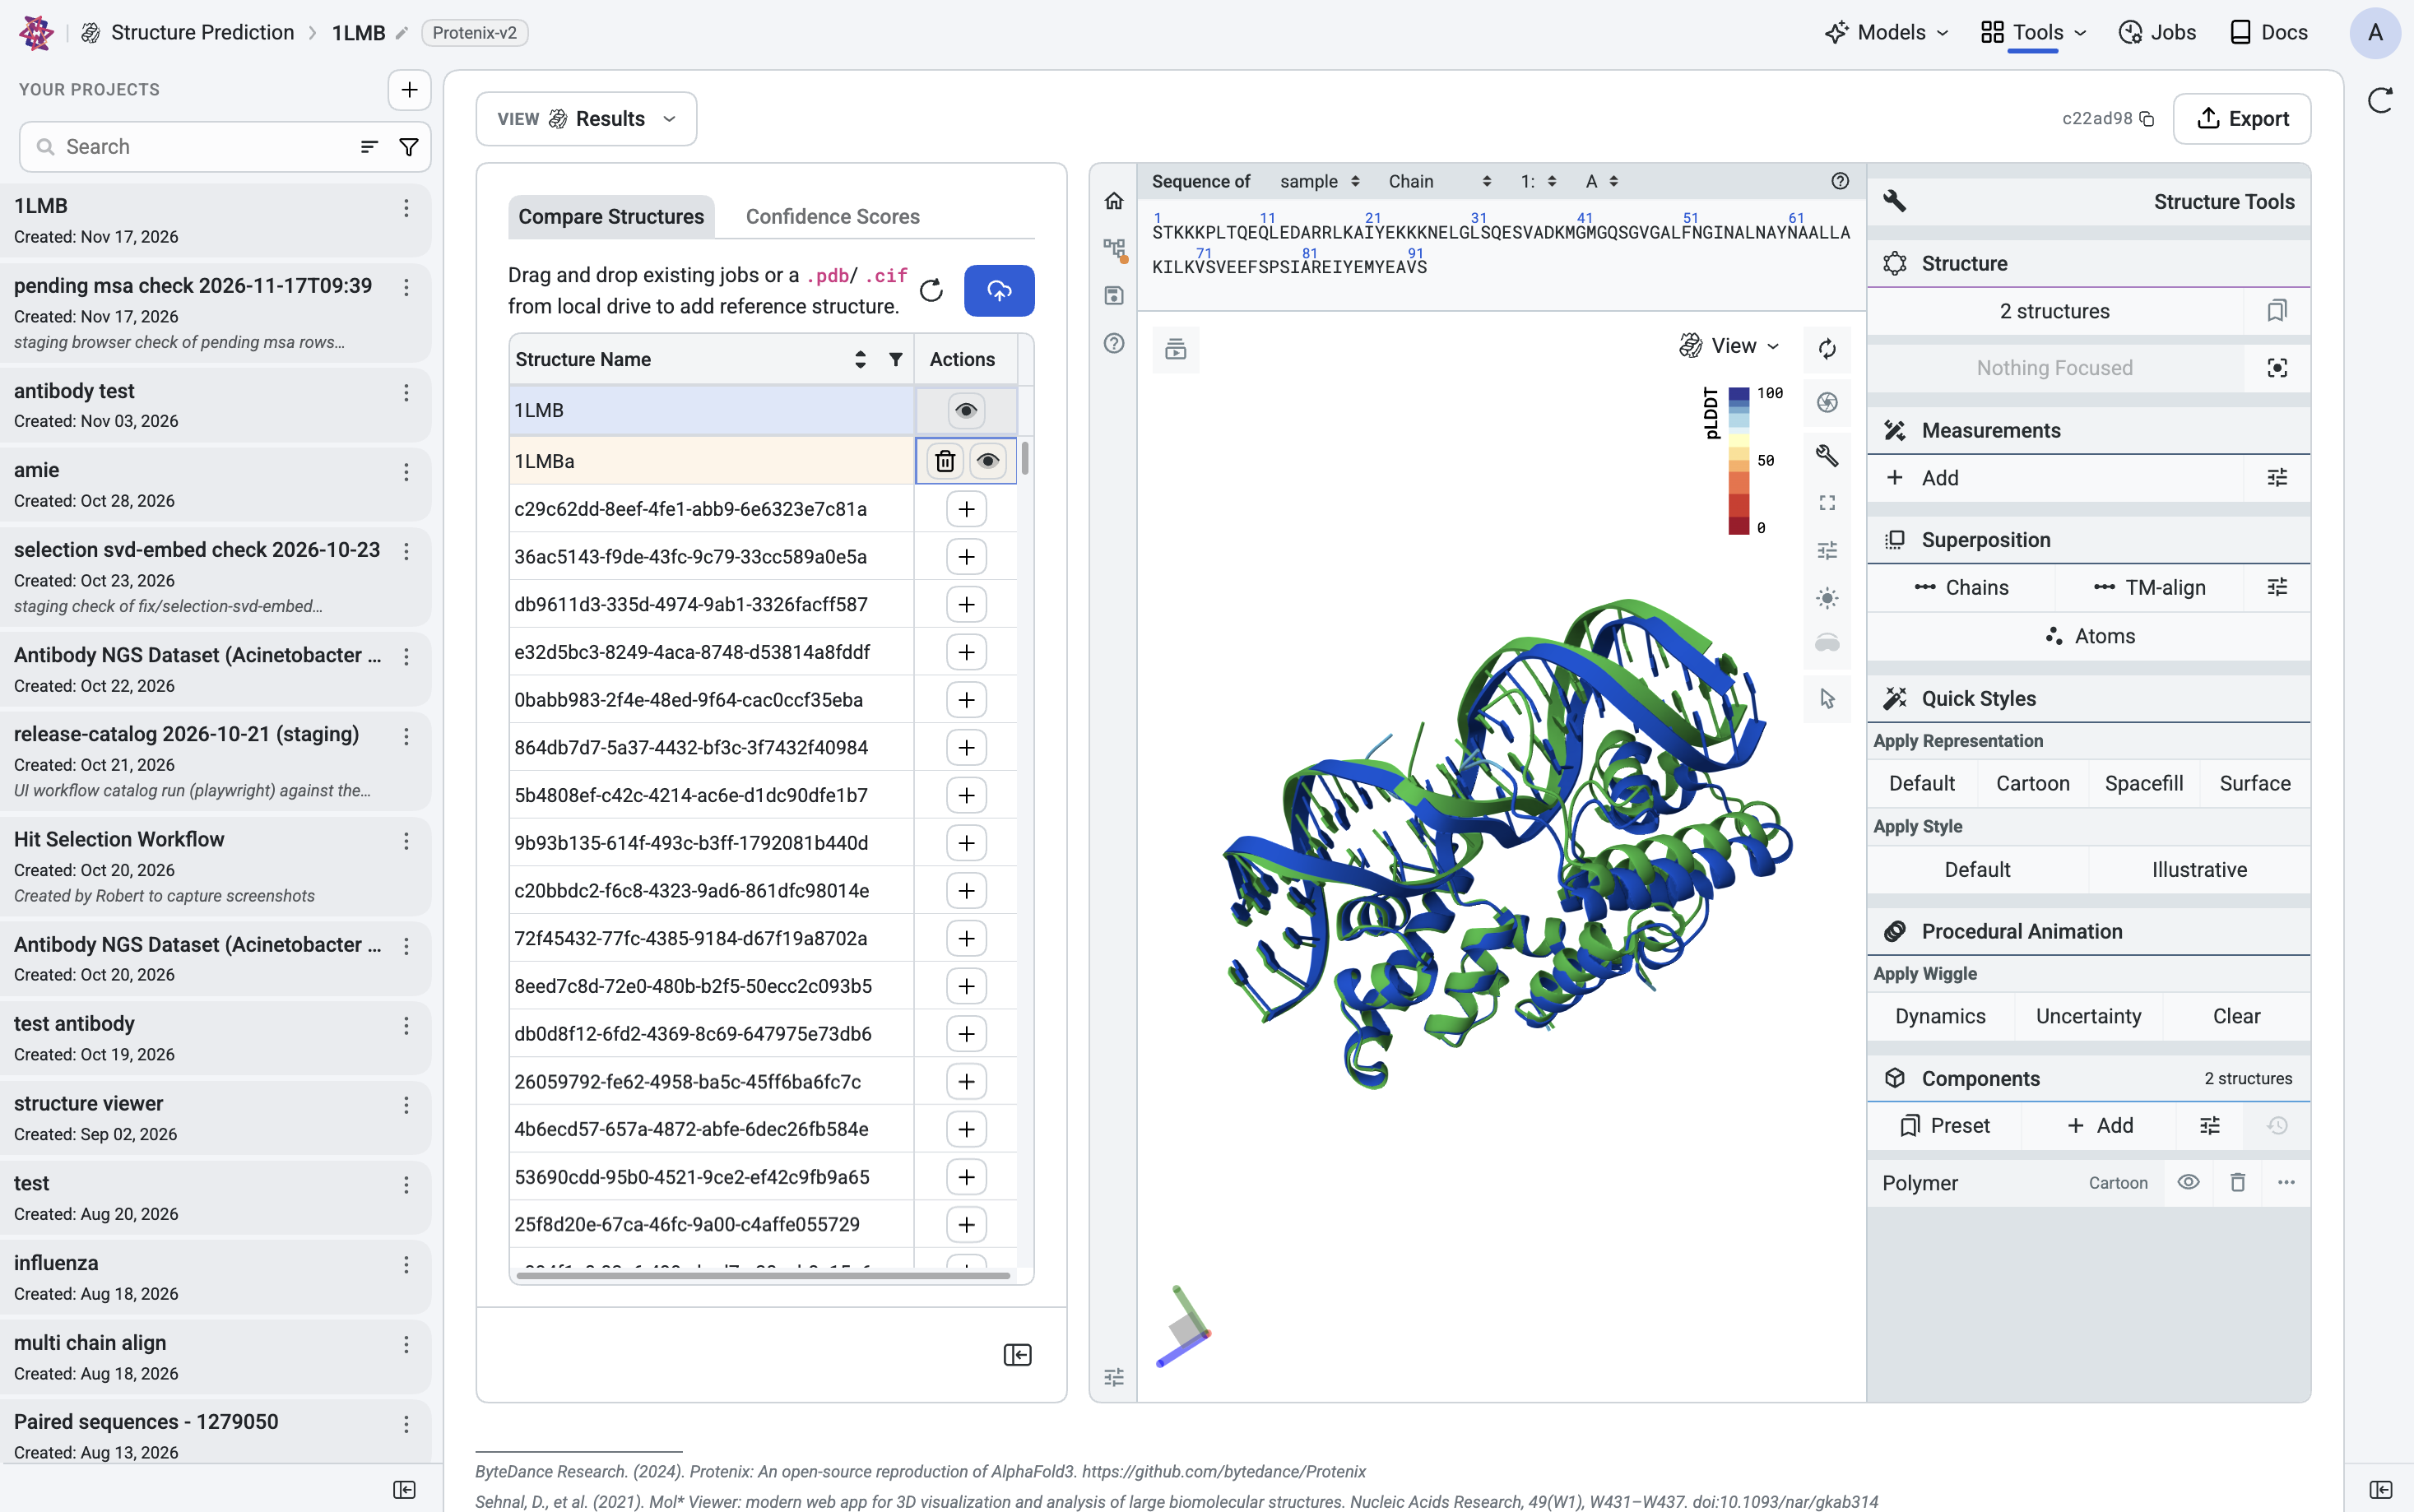 Structure Prediction > 1LMB Protenix-v2
Models Tools Jobs Docs A
YOUR PROJECTS
Search
1LMB
Created: Nov 17, 2026
pending msa check 2026-11-17T09:39
Created: Nov 17, 2026
staging browser check of pending msa rows…
antibody test
Created: Nov 03, 2026
amie
Created: Oct 28, 2026
selection svd-embed check 2026-10-23
Created: Oct 23, 2026
staging check of fix/selection-svd-embed…
Antibody NGS Dataset (Acinetobacter ...
Created: Oct 22, 2026
release-catalog 2026-10-21 (staging)
Created: Oct 21, 2026
UI workflow catalog run (playwright) against the…
Hit Selection Workflow
Created: Oct 20, 2026
Created by Robert to capture screenshots
Antibody NGS Dataset (Acinetobacter ...
Created: Oct 20, 2026
test antibody
Created: Oct 19, 2026
structure viewer
Created: Sep 02, 2026
test
Created: Aug 20, 2026
influenza
Created: Aug 18, 2026
multi chain align
Created: Aug 18, 2026
Paired sequences - 1279050
Created: Aug 13, 2026
VIEW Results
c22ad98
Export
Compare Structures Confidence Scores
Drag and drop existing jobs or a .pdb/ .cif
from local drive to add reference structure.
Structure Name Actions
1LMB
1LMBa
c29c62dd-8eef-4fe1-abb9-6e6323e7c81a
36ac5143-f9de-43fc-9c79-33cc589a0e5a
db9611d3-335d-4974-9ab1-3326facff587
e32d5bc3-8249-4aca-8748-d53814a8fddf
0babb983-2f4e-48ed-9f64-cac0ccf35eba
864db7d7-5a37-4432-bf3c-3f7432f40984
5b4808ef-c42c-4214-ac6e-d1dc90dfe1b7
9b93b135-614f-493c-b3ff-1792081b440d
c20bbdc2-f6c8-4323-9ad6-861dfc98014e
72f45432-77fc-4385-9184-d67f19a8702a
8eed7c8d-72e0-480b-b2f5-50ecc2c093b5
db0d8f12-6fd2-4369-8c69-647975e73db6
26059792-fe62-4958-ba5c-45ff6ba6fc7c
4b6ecd57-657a-4872-abfe-6dec26fb584e
53690cdd-95b0-4521-9ce2-ef42c9fb9a65
25f8d20e-67ca-46fc-9a00-c4affe055729
Sequence of sample Chain 1: A
1 11 21 31 41 51 61
STKKKPLTQEQLEDARRLKAIYEKKKNELGLSQESVADKMGMGQSGVGALFNGINALNAYNAALLA
71 81 91
KILKVSVEEFSPSIAREIYEMYEAVS
View
pLDDT
100
50
0
Structure Tools
Structure
2 structures
Nothing Focused
Measurements
+ Add
Superposition
Chains TM-align
Atoms
Quick Styles
Apply Representation
Default Cartoon Spacefill Surface
Apply Style
Default Illustrative
Procedural Animation
Apply Wiggle
Dynamics Uncertainty Clear
Components 2 structures
Preset + Add
Polymer Cartoon
ByteDance Research. (2024). Protenix: An open-source reproduction of AlphaFold3. https://github.com/bytedance/Protenix
Sehnal, D., et al. (2021). Mol* Viewer: modern web app for 3D visualization and analysis of large biomolecular structures. Nucleic Acids Research, 49(W1), W431–W437. doi:10.1093/nar/gkab314